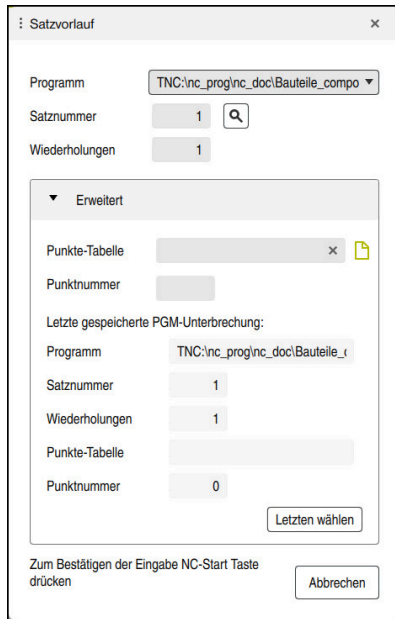 Satzvorlauf
Programm TNC:\nc_prog\nc_doc\Bauteile_compo
Satznummer 1
Wiederholungen 1
Erweitert
Punkte-Tabelle
Punktnummer
Letzte gespeicherte PGM-Unterbrechung:
Programm TNC:\nc_prog\nc_doc\Bauteile_
Satznummer 1
Wiederholungen 1
Punkte-Tabelle
Punktnummer 0
Letzten wählen
Zum Bestätigen der Eingabe NC-Start Taste
drücken
Abbrechen